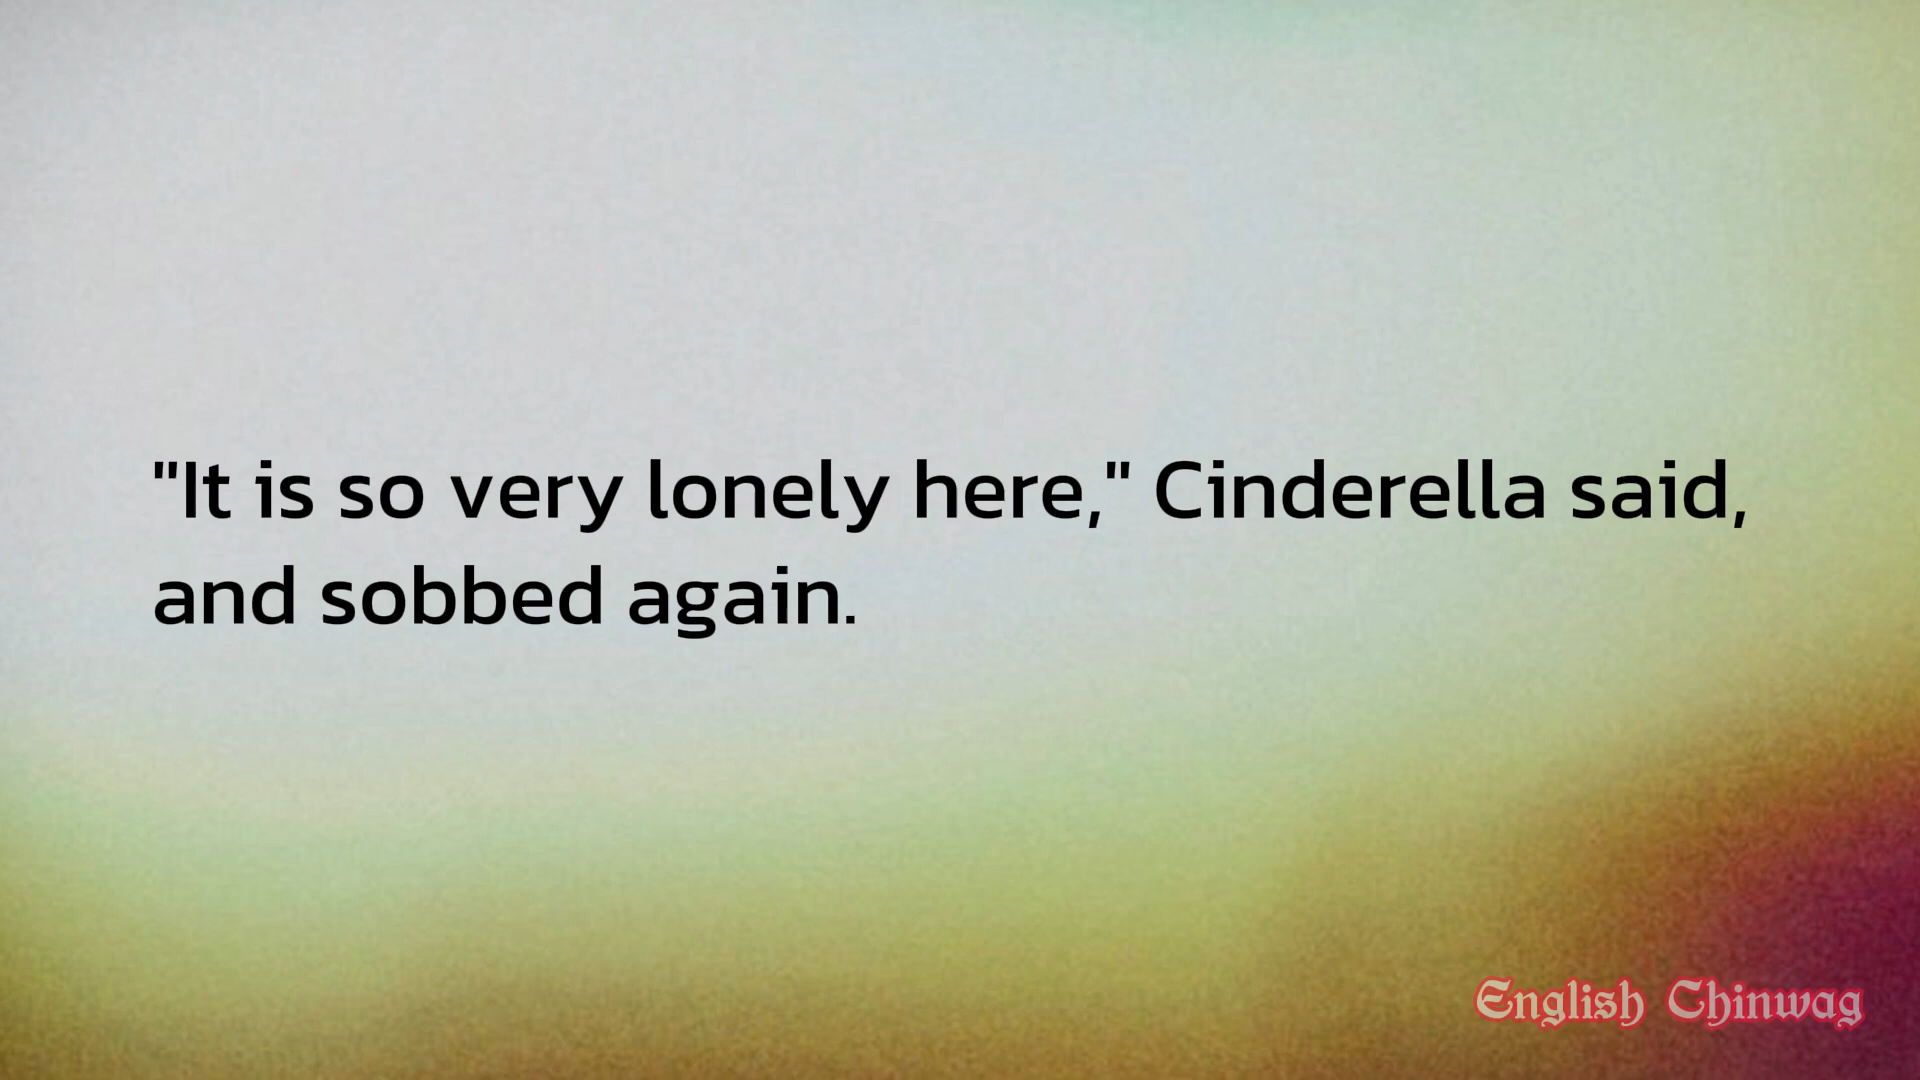 "It is so very lonely here," Cinderella said,
and sobbed again.
English Chinwag